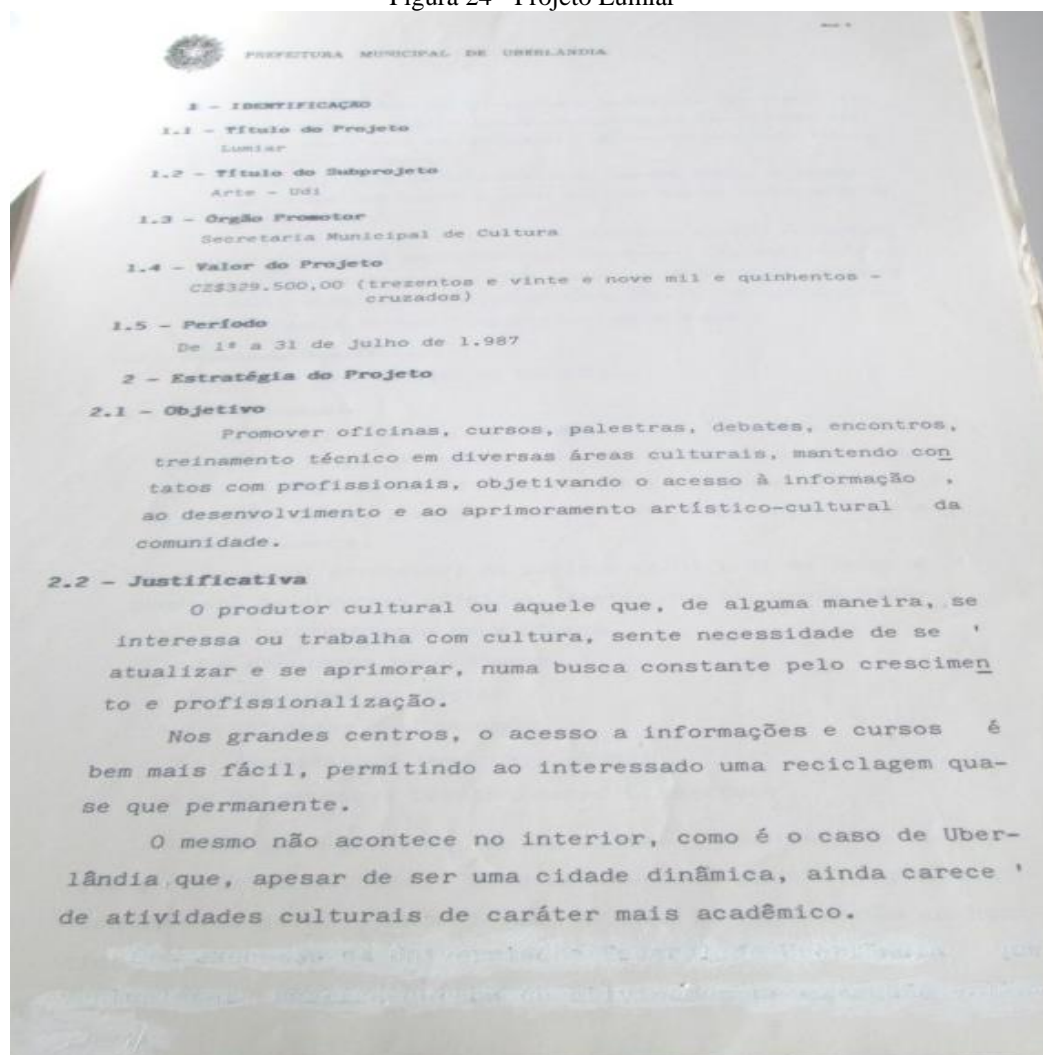 Figura 24 - Projeto Lumiar
PREFEITURA MUNICIPAL DE UBERLANDIA
1 - IDENTIFICAÇÃO
1.1 - Título do Projeto
Lumiar
1.2 - Título do Subprojeto
Arte - Udi
1.3 - Orgão Promotor
Secretaria Municipal de Cultura
1.4 - Valor do Projeto
CZ$329.500,00 (trezentos e vinte e nove mil e quinhentos -
cruzados)
1.5 - Período
De 1º a 31 de julho de 1.987
2 - Estratégia do Projeto
2.1 - Objetivo
Promover oficinas, cursos, palestras, debates, encontros,
treinamento técnico em diversas áreas culturais, mantendo con
tatos com profissionais, objetivando o acesso à informação ,
ao desenvolvimento e ao aprimoramento artístico-cultural da
comunidade.
2.2 - Justificativa
O produtor cultural ou aquele que, de alguma maneira, se
interessa ou trabalha com cultura, sente necessidade de se '
atualizar e se aprimorar, numa busca constante pelo crescimen
to e profissionalização.
Nos grandes centros, o acesso a informações e cursos é
bem mais fácil, permitindo ao interessado uma reciclagem qua-
se que permanente.
O mesmo não acontece no interior, como é o caso de Uber-
lândia que, apesar de ser uma cidade dinâmica, ainda carece '
de atividades culturais de caráter mais acadêmico.